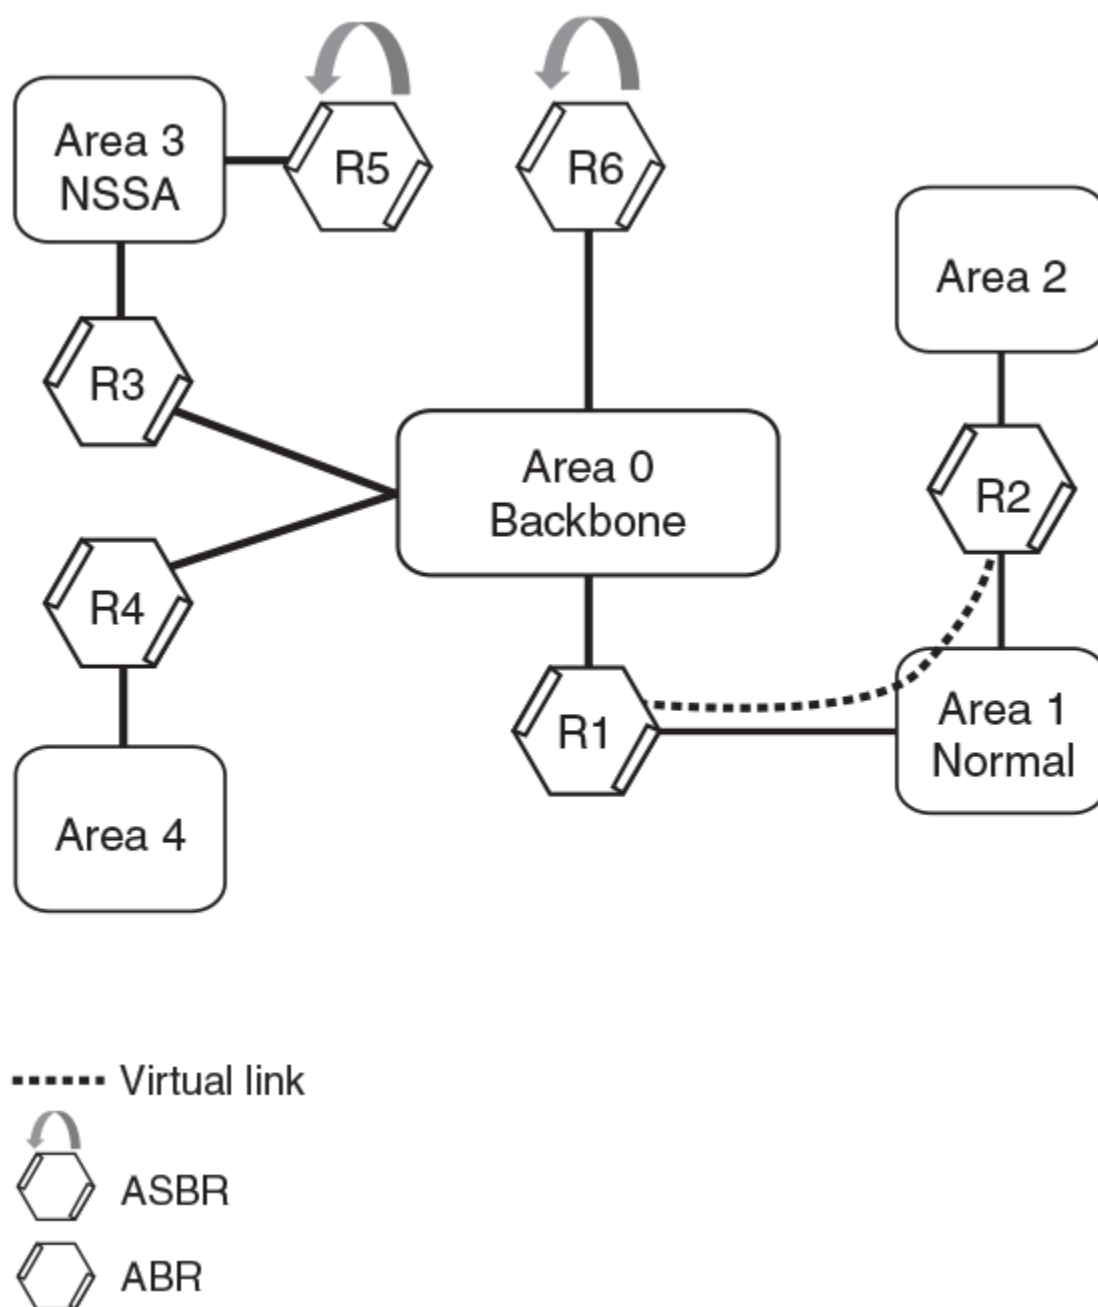 Area 3
NSSA
R5
R6
Area 2
R3
Area 0
Backbone
R2
R4
R1
Area 1
Normal
Area 4
Virtual link
ASBR
ABR